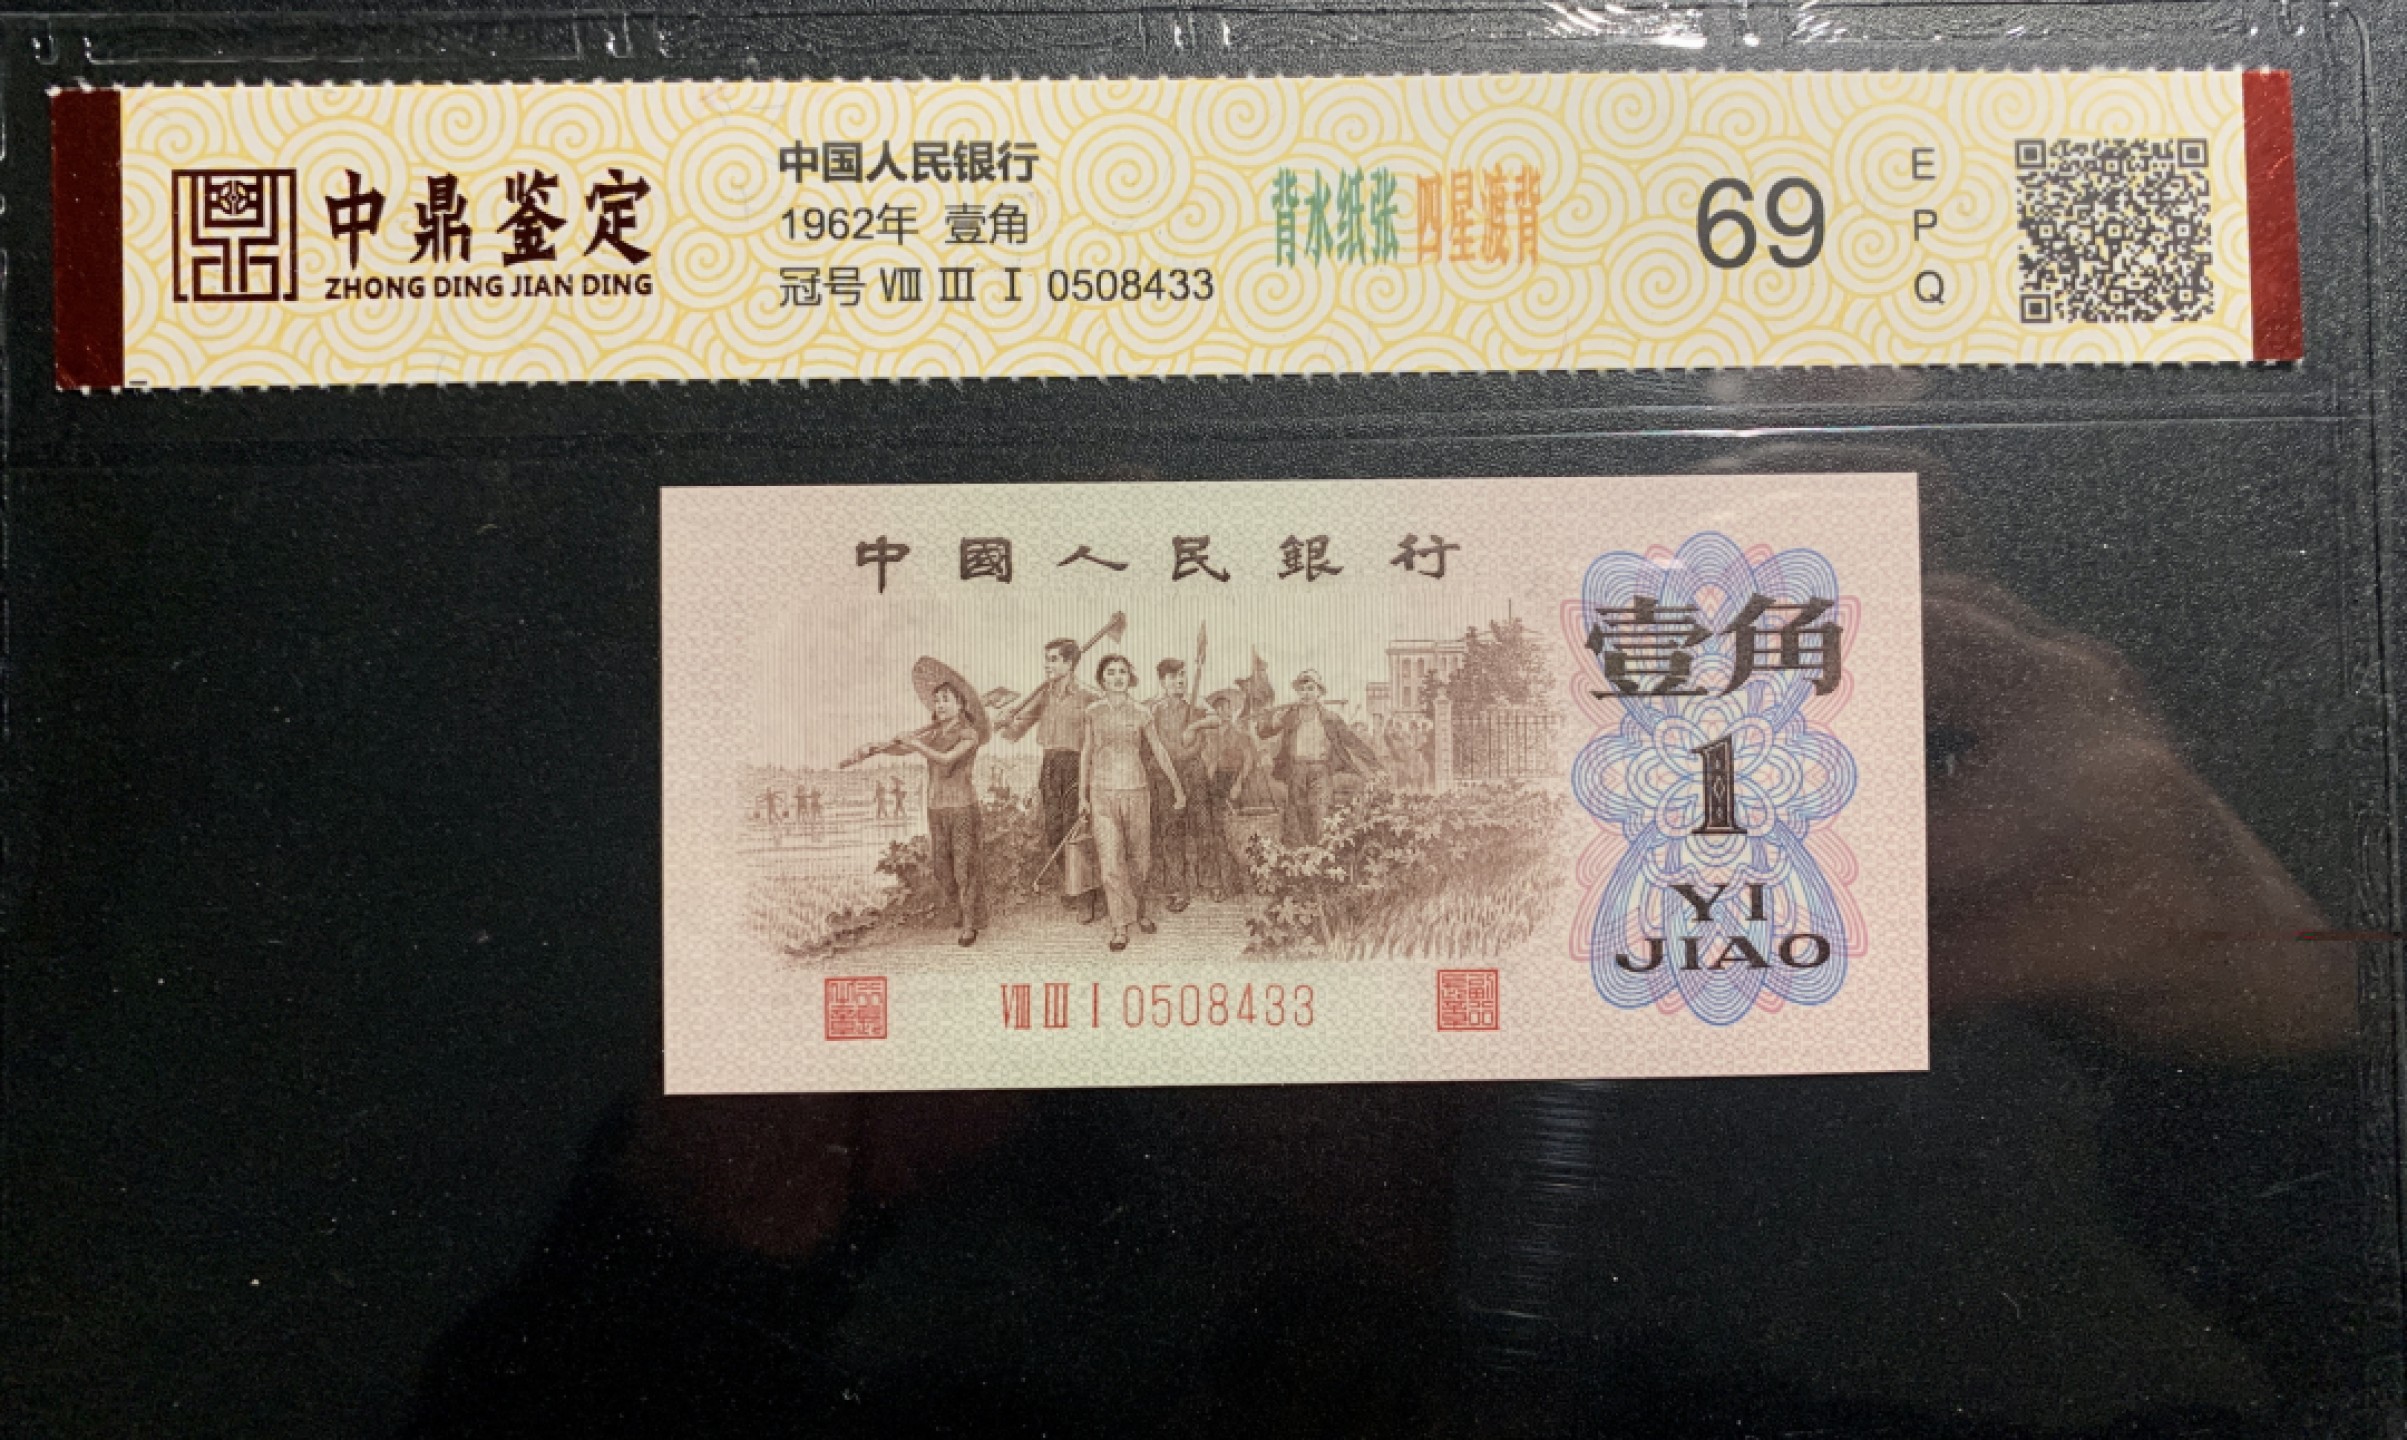 中鼎鉴定
ZHONG DING JIAN DING
中国人民银行
1962年 壹角
冠号 Ⅷ Ⅲ Ⅰ 0508433
背水纸张 四星渡背
69
E
P
Q
中國人民銀行
壹角
1
YI
JIAO
Ⅷ Ⅲ Ⅰ 0508433